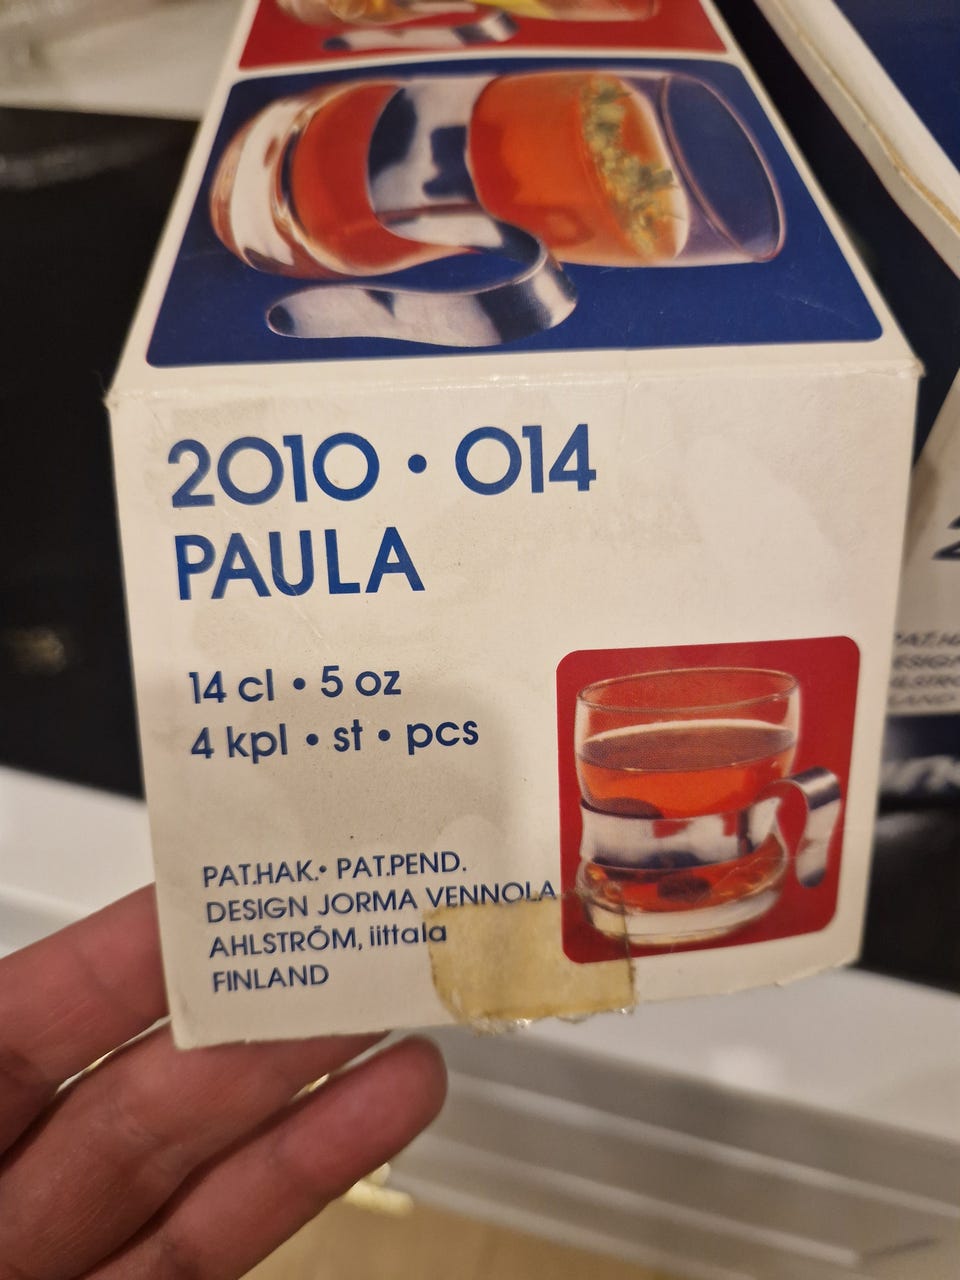 2010 • 014
PAULA
14 cl • 5 oz
4 kpl • st • pcs
PAT.HAK.• PAT.PEND.
DESIGN JORMA VENNOLA
AHLSTRÖM, iittala
FINLAND